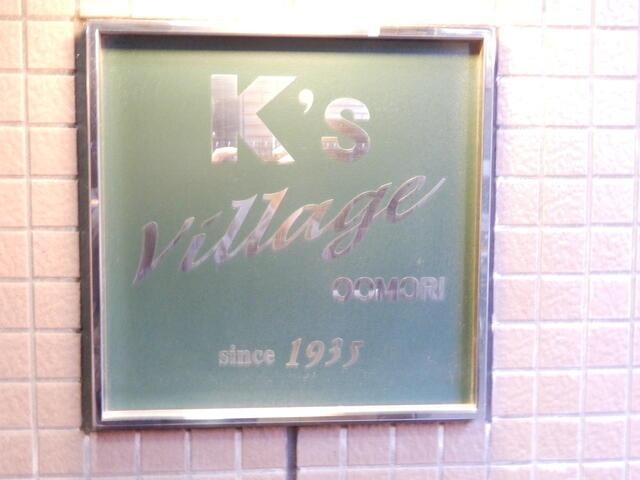 K's
Village
OOMORI
since 1935